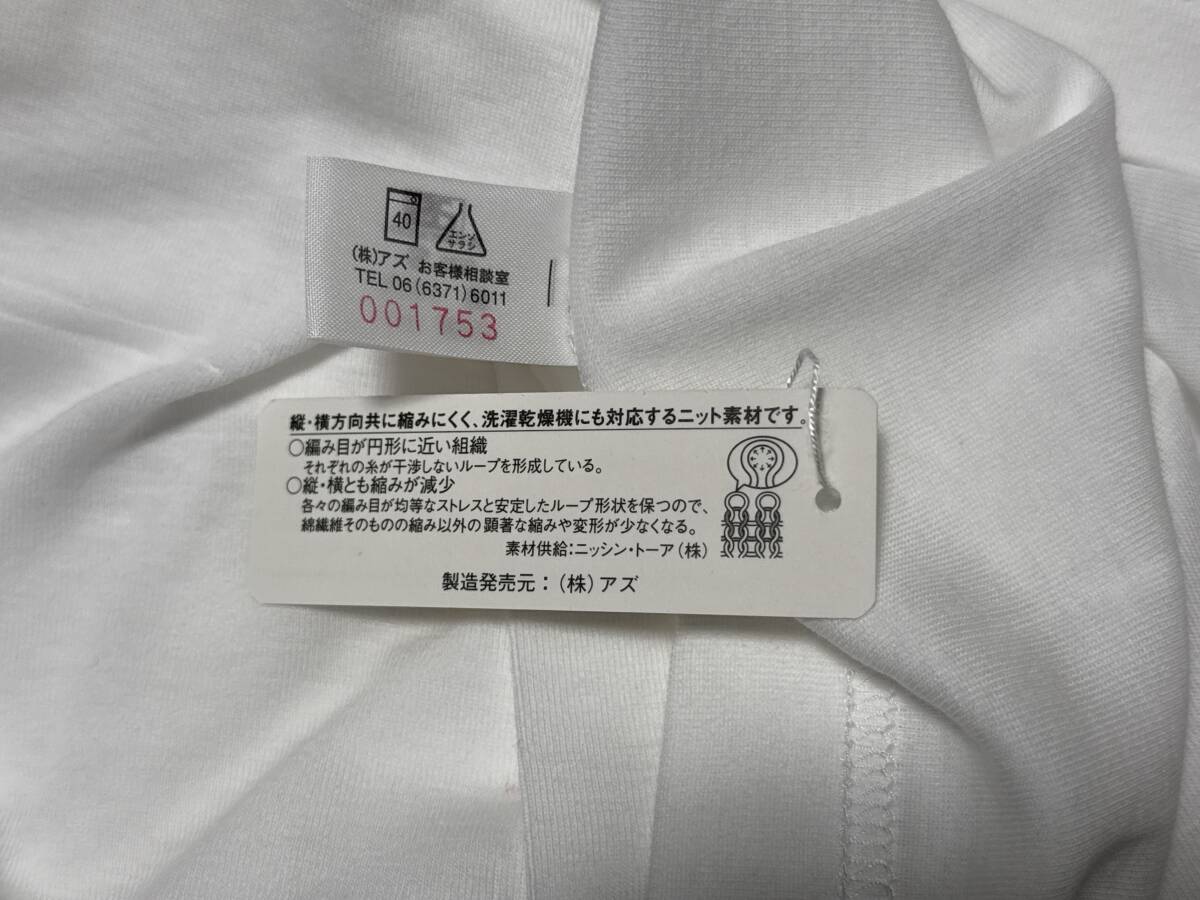 40
エンソ
サラシ
(株)アズ お客様相談室
TEL 06(6371)6011
001753
縦・横方向共に縮みにくく、洗濯乾燥機にも対応するニット素材です。
○編み目が円形に近い組織
それぞれの糸が干渉しないループを形成している。
○縦・横とも縮みが減少
各々の編み目が均等なストレスと安定したループ形状を保つので、
綿繊維そのものの縮み以外の顕著な縮みや変形が少なくなる。
素材供給:ニッシン・トーア(株)
製造発売元:(株)アズ